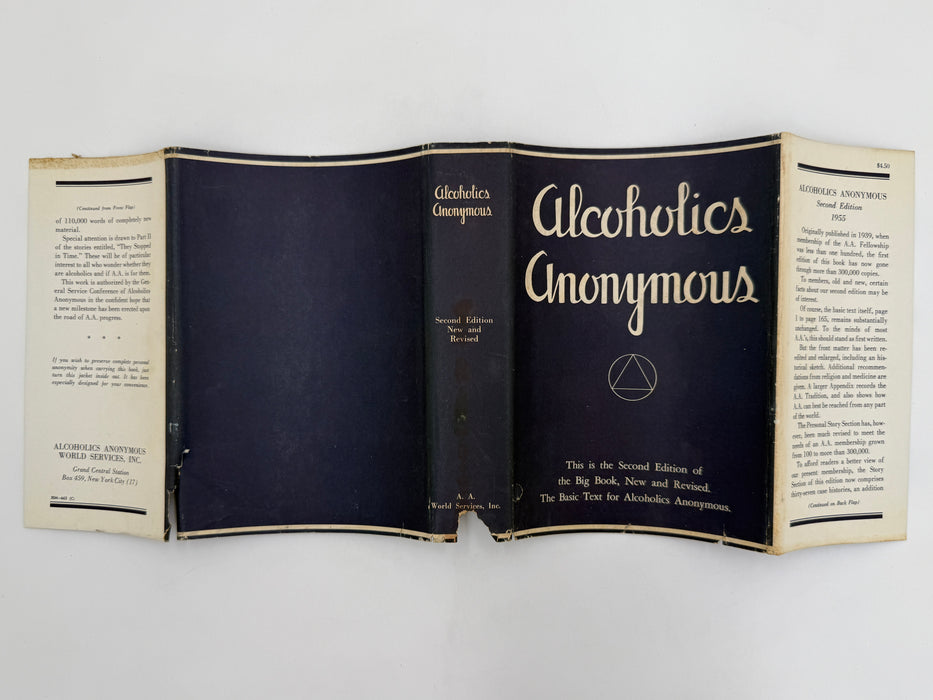 (Continued from Front Flap)
of 110,000 words of completely new
material.
Special attention is drawn to Part II
of the stories entitled, "They Stopped
in Time." These will be of particular
interest to all who wonder whether they
are alcoholics and if A.A. is for them.
This work is authorized by the Gen-
eral Service Conference of Alcoholics
Anonymous in the confident hope that
a new milestone has been erected upon
the road of A.A. progress.
* * *
If you wish to preserve complete personal
anonymity when carrying this book, just
turn this jacket inside out. It has been
especially designed for your convenience.
ALCOHOLICS ANONYMOUS
WORLD SERVICES, INC.
Grand Central Station
Box 459, New York City (17)
Alcoholics
Anonymous
Second Edition
New and
Revised
A. A.
World Services, Inc.
Alcoholics
Anonymous
This is the Second Edition of
the Big Book, New and Revised.
The Basic Text for Alcoholics Anonymous.
$4.50
ALCOHOLICS ANONYMOUS
Second Edition
1955
Originally published in 1939, when
membership of the A.A. Fellowship
was less than one hundred, the first
edition of this book has now gone
through more than 300,000 copies.
To members, old and new, certain
facts about our second edition may be
of interest.
Of course, the basic text itself, page
1 to page 165, remains substantially
unchanged. To the minds of most
A.A.'s, this should stand as first written.
But the front matter has been re-
edited and enlarged, including an his-
torical sketch. Additional recommen-
dations from religion and medicine are
given. A larger Appendix records the
A.A. Tradition, and also shows how
A.A. can best be reached from any part
of the world.
The Personal Story Section has, how-
ever, been much revised to meet the
needs of an A.A. membership grown
from 100 to more than 300,000.
To afford readers a better view of
our present membership, the Story
Section of this edition now comprises
thirty-seven case histories, an addition
(Continued on Back Flap)